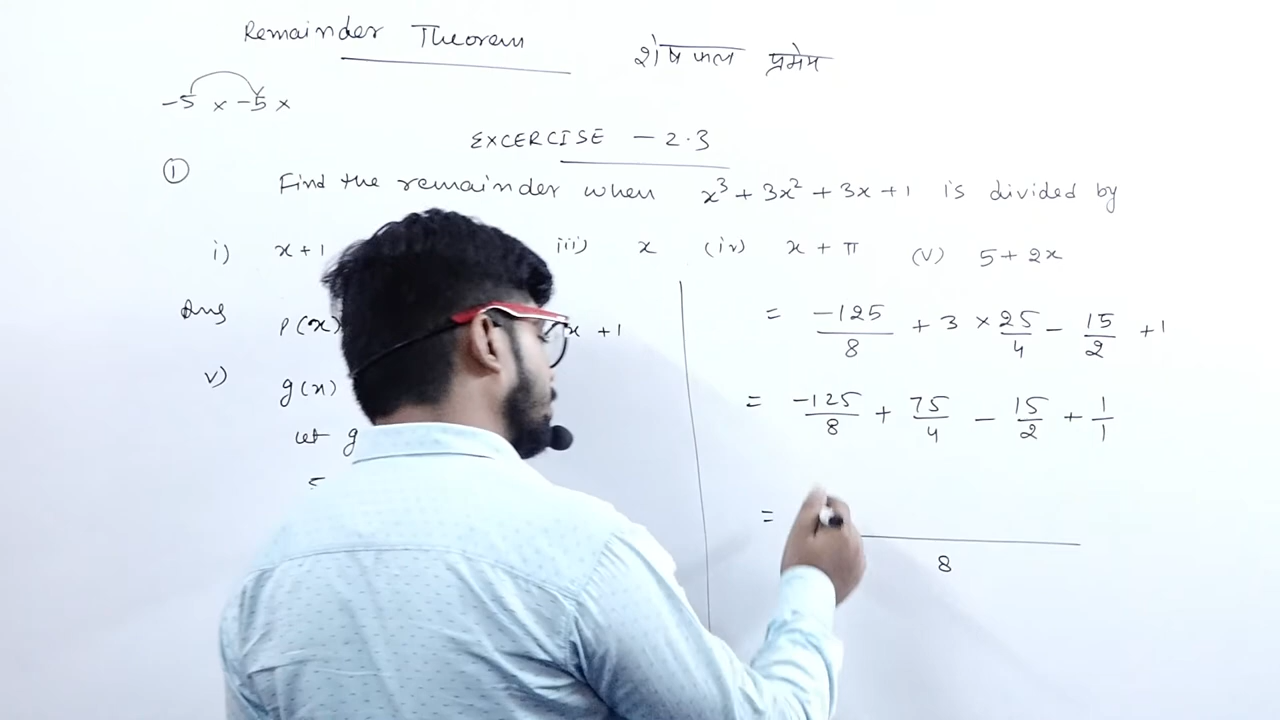 Remainder Theorem शेषफल प्रमेय
-5 × -5 ×
EXCERCISE - 2.3
① Find the remainder when x³ + 3x² + 3x + 1 is divided by
i) x+1 iii) x (iv) x + π (v) 5 + 2x
Ans p(x) x + 1
v) g(x)
let g
5
= -125/8 + 3 × 25/4 - 15/2 + 1
= -125/8 + 75/4 - 15/2 + 1/1
= 8